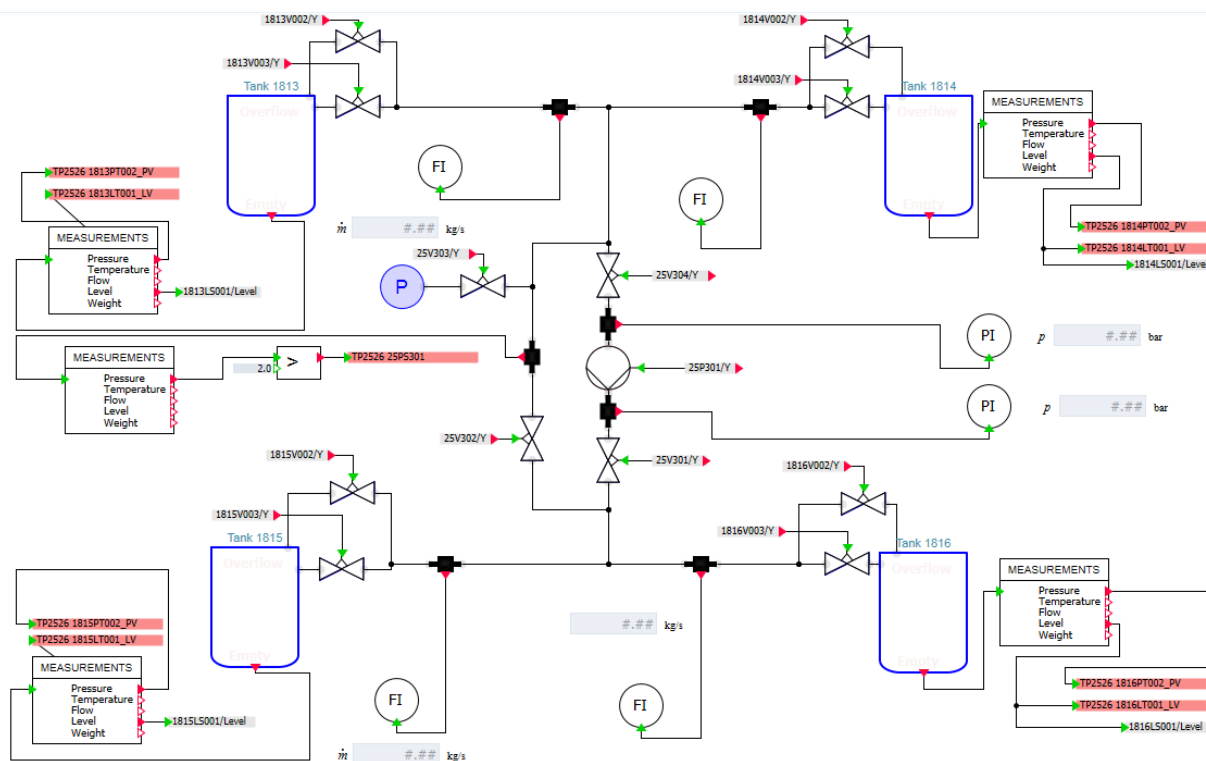 1813V002/Y
1814V002/Y
1813V003/Y
1814V003/Y
Tank 1813
Tank 1814
Overflow
Overflow
MEASUREMENTS
Pressure
Temperature
Flow
Level
Weight
FI
FI
TP2526 1813PT002_PV
TP2526 1813LT001_LV
Empty
Empty
ṁ #.## kg/s
TP2526 1814PT002_PV
TP2526 1814LT001_LV
1814LS001/Level
MEASUREMENTS
Pressure
Temperature
Flow
Level
Weight
1813LS001/Level
25V303/Y
P
25V304/Y
PI
p #.## bar
MEASUREMENTS
Pressure
Temperature
Flow
Level
Weight
2.0
>
TP2526 25PS301
25P301/Y
PI
p #.## bar
25V302/Y
25V301/Y
1815V002/Y
1816V002/Y
1815V003/Y
1816V003/Y
Tank 1815
Tank 1816
Overflow
Overflow
MEASUREMENTS
Pressure
Temperature
Flow
Level
Weight
TP2526 1815PT002_PV
TP2526 1815LT001_LV
#.## kg/s
Empty
Empty
MEASUREMENTS
Pressure
Temperature
Flow
Level
Weight
1815LS001/Level
FI
FI
TP2526 1816PT002_PV
TP2526 1816LT001_LV
1816LS001/Level
ṁ #.## kg/s